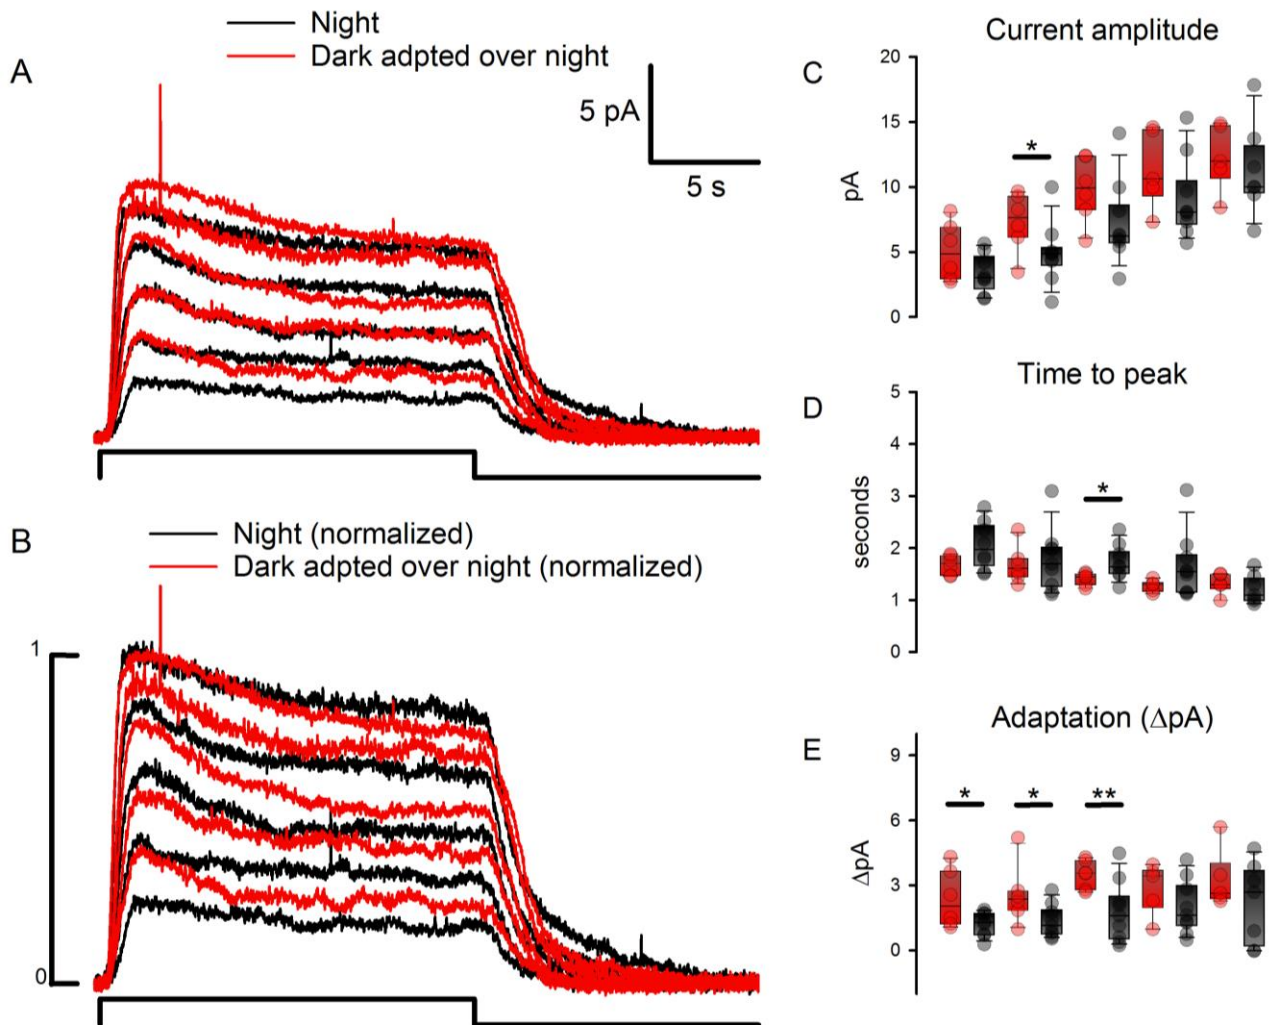 Night
Dark adpted over night
A
5 pA
5 s
B
Night (normalized)
Dark adpted over night (normalized)
1
0
Current amplitude
C
20
15
10
5
0
pA
*
Time to peak
D
5
4
3
2
1
0
seconds
*
Adaptation (ΔpA)
E
9
6
3
0
ΔpA
* * **